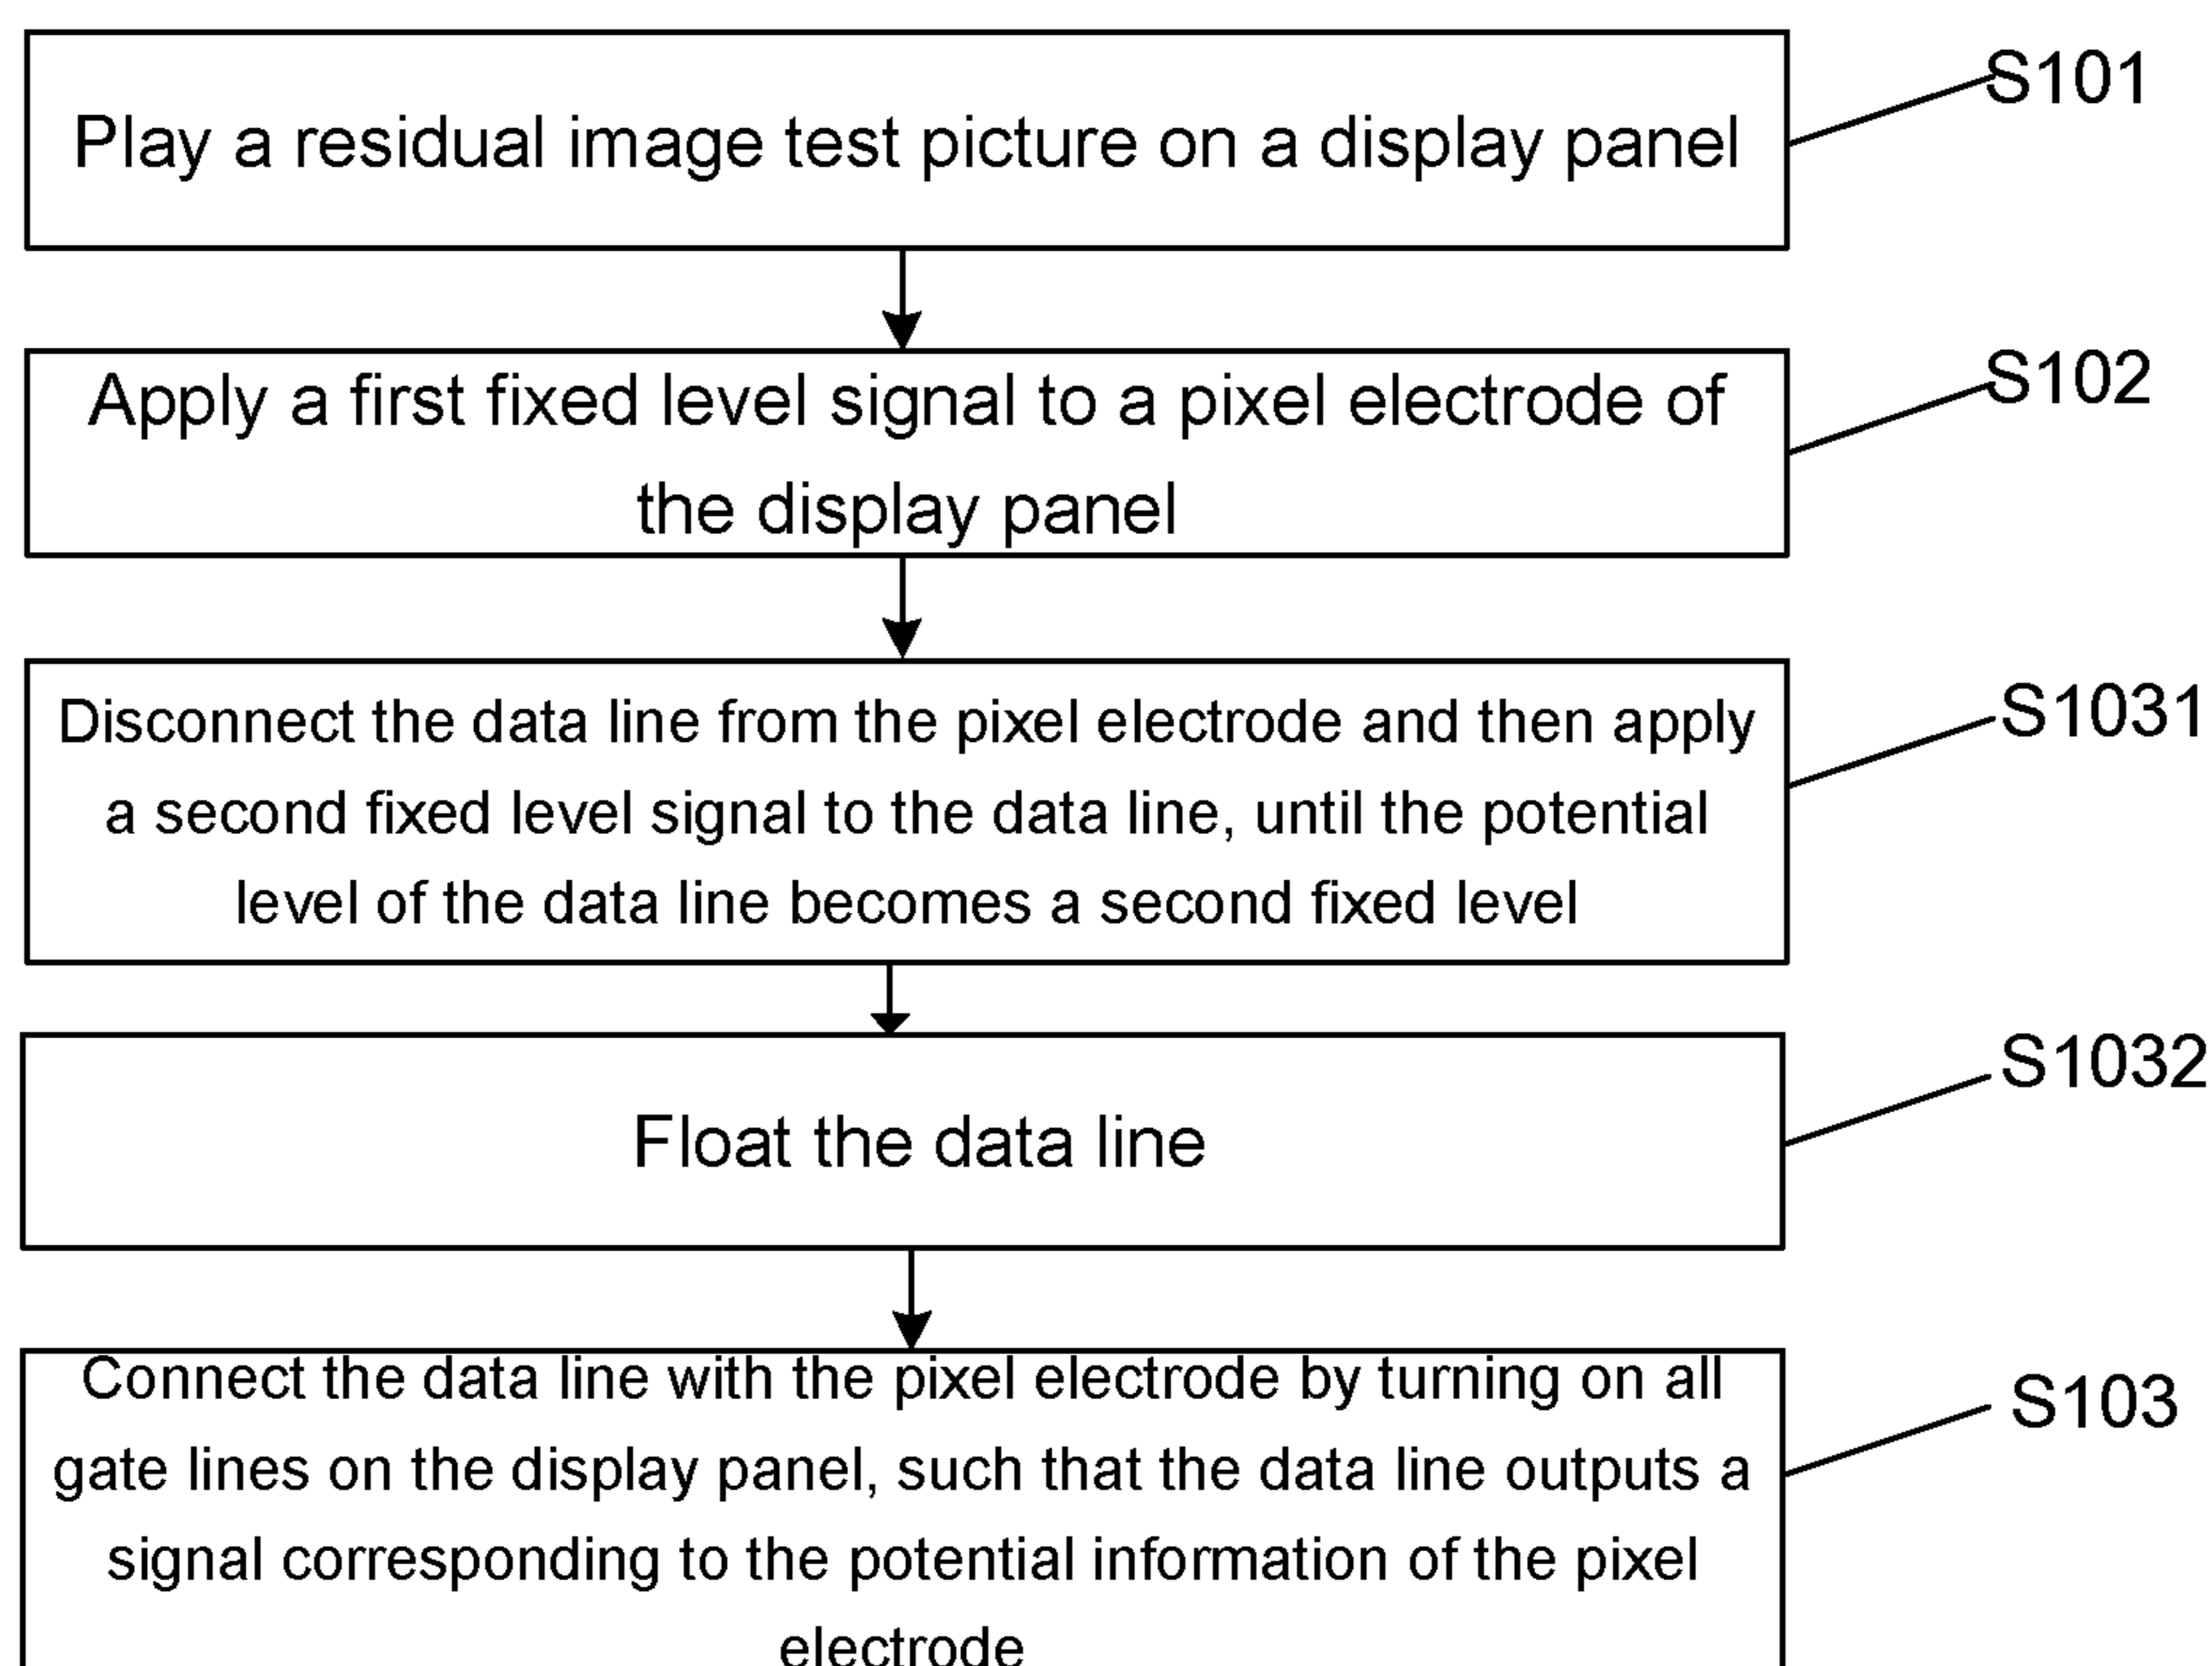 Play a residual image test picture on a display panel
S101
Apply a first fixed level signal to a pixel electrode of
the display panel
S102
Disconnect the data line from the pixel electrode and then apply
a second fixed level signal to the data line, until the potential
level of the data line becomes a second fixed level
S1031
Float the data line
S1032
Connect the data line with the pixel electrode by turning on all
gate lines on the display panel, such that the data line outputs a
signal corresponding to the potential information of the pixel
electrode
S103